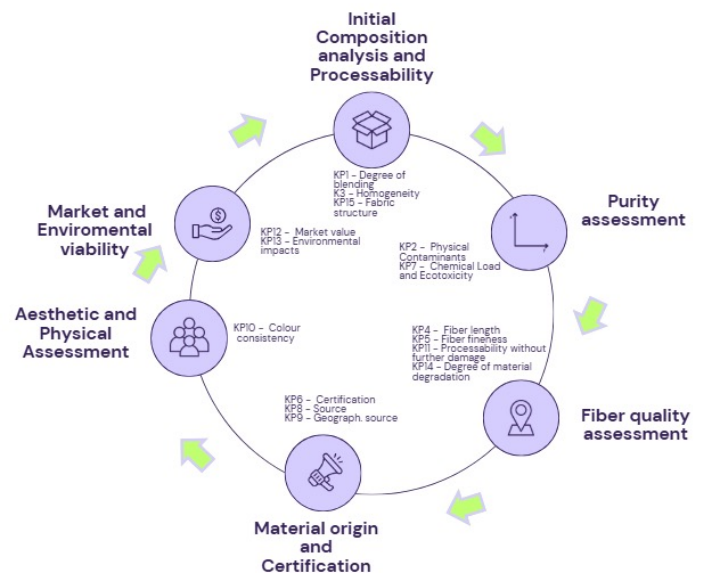 Initial
Composition
analysis and
Processability
KP1 - Degree of
blending
K3 - Homogeneity
KP15 - Fabric
structure
Purity
assessment
KP2 - Physical
Contaminants
KP7 - Chemical Load
and Ecotoxicity
KP4 - Fiber length
KP5 - Fiber fineness
KP11 - Processability without
further damage
KP14 - Degree of material
degradation
Fiber quality
assessment
KP6 - Certification
KP8 - Source
KP9 - Geograph. source
Material origin
and
Certification
Aesthetic and
Physical
Assessment
KP10 - Colour
consistency
Market and
Enviromental
viability
KP12 - Market value
KP13 - Environmental
impacts